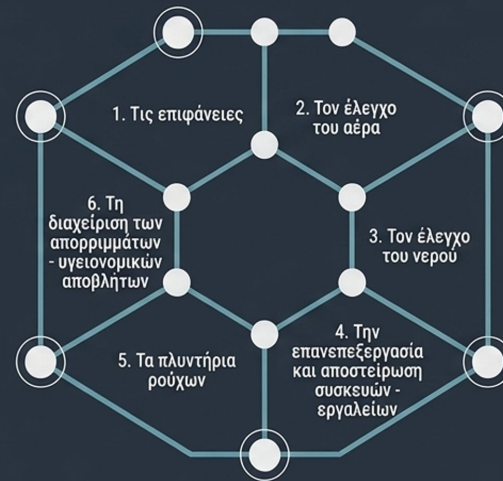 1. Τις επιφάνειες
2. Τον έλεγχο
του αέρα
3. Τον έλεγχο
του νερού
4. Την
επανεπεξεργασία
και αποστείρωση
συσκευών -
εργαλείων
5. Τα πλυντήρια
ρούχων
6. Τη
διαχείριση των
απορριμμάτων
- υγειονομικών
αποβλήτων